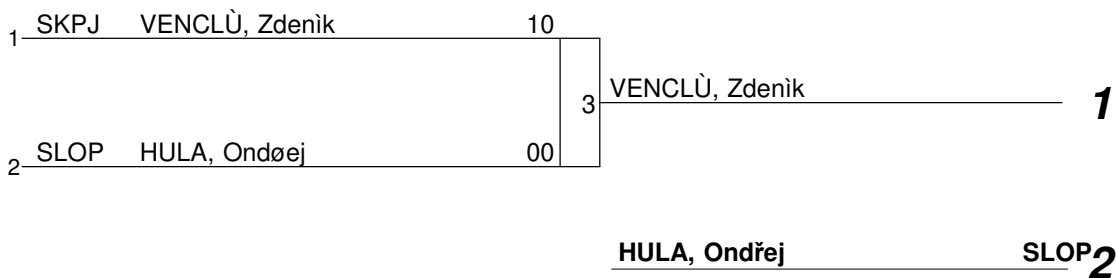 1 SKPJ VENCLÙ, Zdenìk 10
3 VENCLÙ, Zdenìk 1
2 SLOP HULA, Ondøej 00
HULA, Ondřej SLOP 2